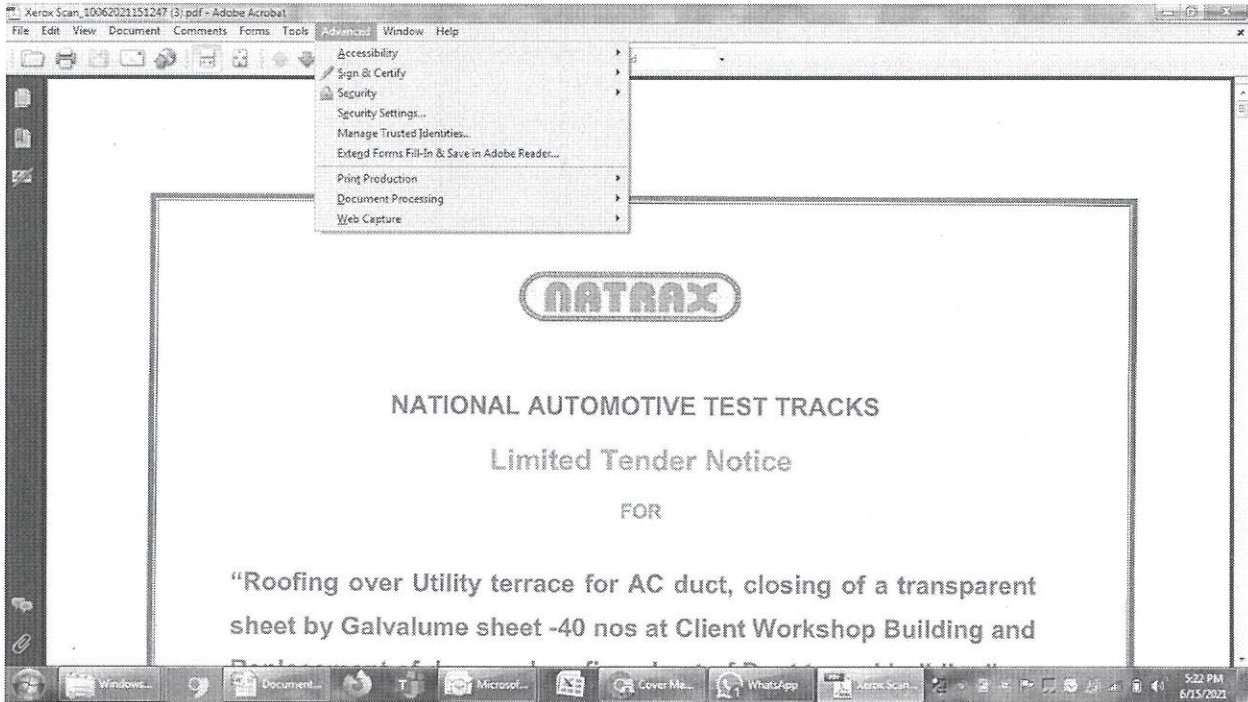 Xerox Scan_10062021151247 (3).pdf - Adobe Acrobat
File Edit View Document Comments Forms Tools Advanced Window Help
Accessibility
Sign & Certify
Security
Security Settings...
Manage Trusted Identities...
Extend Forms Fill-In & Save in Adobe Reader...
Print Production
Document Processing
Web Capture
NATRAX
NATIONAL AUTOMOTIVE TEST TRACKS
Limited Tender Notice
FOR
“Roofing over Utility terrace for AC duct, closing of a transparent
sheet by Galvalume sheet -40 nos at Client Workshop Building and
Windows... Document... Microsof... Cover Me... WhatsApp Xerox Scan... 5:22 PM
6/15/2021